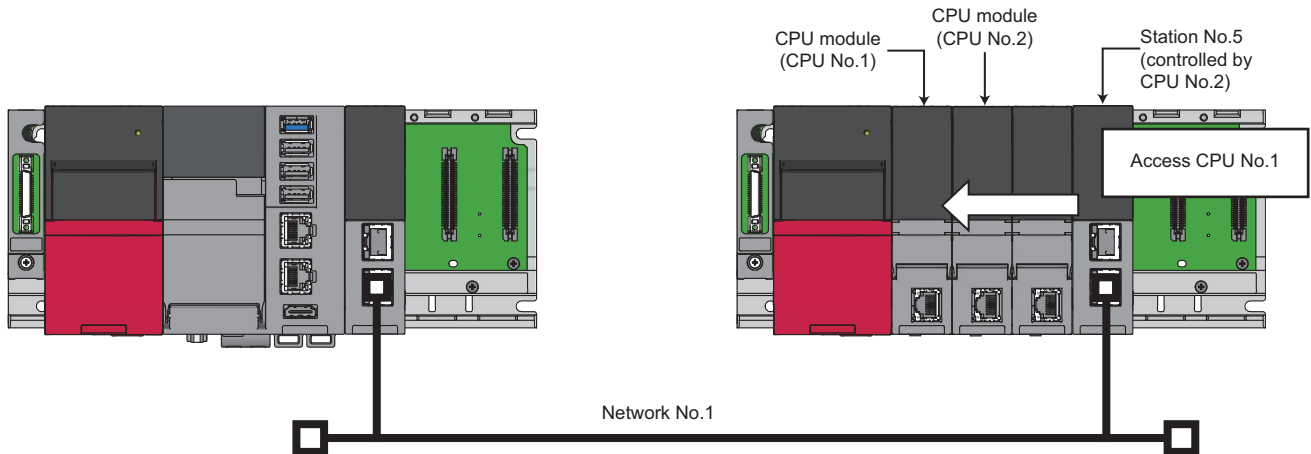 CPU module
(CPU No.1)
CPU module
(CPU No.2)
Station No.5
(controlled by
CPU No.2)
Access CPU No.1
Network No.1